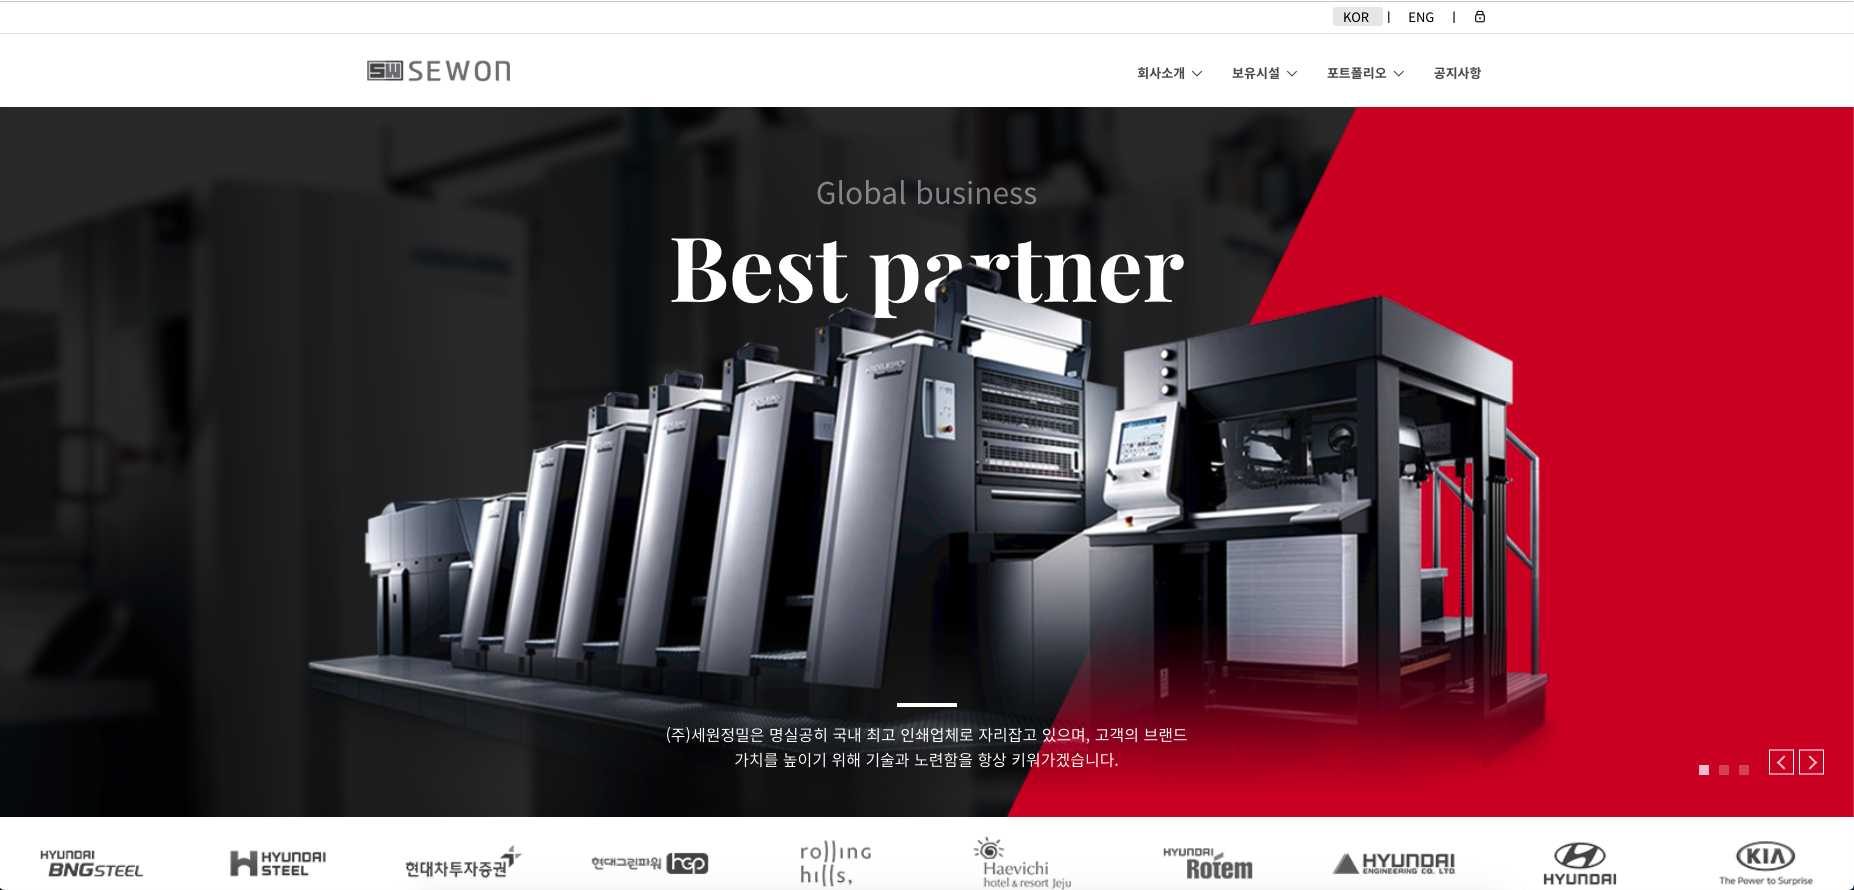 KOR | ENG |
SW SEWON
회사소개 보유시설 포트폴리오 공지사항
Global business
Best partner
(주)세원정밀은 명실공히 국내 최고 인쇄업체로 자리잡고 있으며, 고객의 브랜드
가치를 높이기 위해 기술과 노련함을 항상 키워가겠습니다.
HYUNDAI
BNGSTEEL
HYUNDAI
STEEL
현대차투자증권
현대그린파워 hgp
rolling
hills,
Haevichi
hotel & resort Jeju
HYUNDAI
Rotem
HYUNDAI
ENGINEERING CO. LTD.
HYUNDAI
KIA
The Power to Surprise